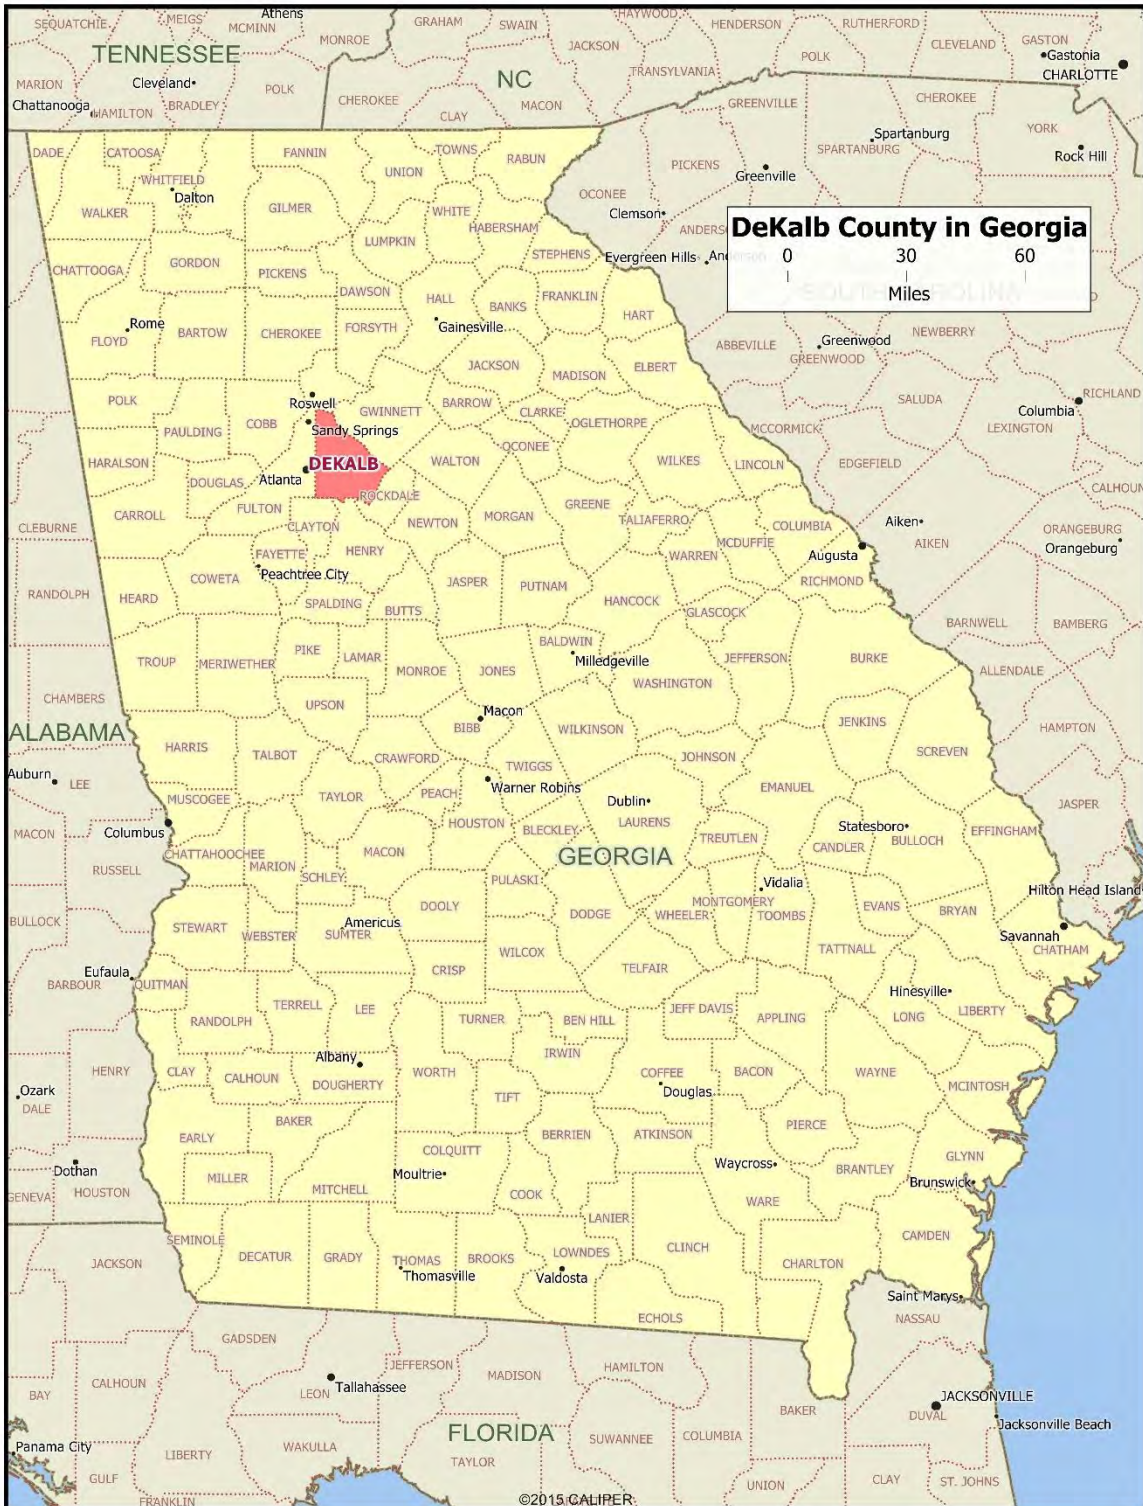 Athens
SEQUATCHIE
MEIGS
MCMINN
MONROE
GRAHAM
SWAIN
HAYWOOD
HENDERSON
RUTHERFORD
GASTON
JACKSON
CLEVELAND
POLK
Gastonia
CHARLOTTE
TENNESSEE
MARION
Cleveland
POLK
NC
TRANSYLVANIA
Chattanooga
HAMILTON
BRADLEY
CHEROKEE
MACON
CLAY
GREENVILLE
CHEROKEE
DADE
CATOOSA
FANNIN
UNION
TOWNS
RABUN
PICKENS
Spartanburg
SPARTANBURG
YORK
Rock Hill
WHITFIELD
Dalton
Greenville
OCONEE
WALKER
GILMER
WHITE
HABERSHAM
Clemson
LUMPKIN
STEPHENS
Evergreen Hills
Anderson
DeKalb County in Georgia
0 30 60
Miles
CHATTOOGA
GORDON
PICKENS
DAWSON
HALL
BANKS
FRANKLIN
HART
Rome
FLOYD
BARTOW
CHEROKEE
FORSYTH
Gainesville
ABBEVILLE
Greenwood
GREENWOOD
NEWBERRY
JACKSON
MADISON
ELBERT
RICHLAND
POLK
Roswell
GWINNETT
BARROW
CLARKE
OGLETHORPE
SALUDA
Columbia
LEXINGTON
PAULDING
COBB
Sandy Springs
OCONEE
MCCORMICK
HARALSON
DEKALB
WALTON
WILKES
LINCOLN
EDGEFIELD
DOUGLAS
Atlanta
ROCKDALE
CALHOUN
CARROLL
FULTON
CLAYTON
NEWTON
MORGAN
GREENE
TALIAFERRO
COLUMBIA
Aiken
AIKEN
ORANGEBURG
Orangeburg
CLEBURNE
FAYETTE
HENRY
WARREN
MCDUFFIE
Augusta
RANDOLPH
COWETA
Peachtree City
JASPER
PUTNAM
RICHMOND
HEARD
SPALDING
BUTTS
HANCOCK
GLASCOCK
BARNWELL
BAMBERG
TROUP
MERIWETHER
PIKE
LAMAR
MONROE
JONES
BALDWIN
Milledgeville
JEFFERSON
BURKE
ALLENDALE
CHAMBERS
WASHINGTON
UPSON
Macon
BIBB
WILKINSON
JENKINS
HAMPTON
ALABAMA
HARRIS
TALBOT
CRAWFORD
TWIGGS
JOHNSON
SCREVEN
Auburn
LEE
Warner Robins
EMANUEL
MUSCOGEE
TAYLOR
PEACH
Dublin
JASPER
MACON
Columbus
HOUSTON
BLECKLEY
LAURENS
TREUTLEN
Statesboro
BULLOCH
EFFINGHAM
CANDLER
CHATTAHOOCHEE
MARION
MACON
GEORGIA
RUSSELL
SCHLEY
PULASKI
Vidalia
Hilton Head Island
BULLOCK
STEWART
WEBSTER
Americus
SUMTER
DOOLY
DODGE
WHEELER
MONTGOMERY
TOOMBS
EVANS
BRYAN
Savannah
CHATHAM
WILCOX
TATTNALL
Eufaula
BARBOUR
QUITMAN
CRISP
TELFAIR
Hinesville
TERRELL
LEE
RANDOLPH
TURNER
BEN HILL
JEFF DAVIS
APPLING
LONG
LIBERTY
HENRY
CLAY
CALHOUN
Albany
DOUGHERTY
WORTH
IRWIN
COFFEE
Douglas
BACON
WAYNE
MCINTOSH
Ozark
DALE
BAKER
TIFT
EARLY
BERRIEN
ATKINSON
PIERCE
Dothan
COLQUITT
Moultrie
GLYNN
GENEVA
HOUSTON
MILLER
MITCHELL
COOK
Waycross
BRANTLEY
Brunswick
WARE
SEMINOLE
LANIER
CAMDEN
JACKSON
DECATUR
GRADY
THOMAS
Thomasville
BROOKS
LOWNDES
Valdosta
CLINCH
CHARLTON
Saint Marys
ECHOLS
NASSAU
GADSDEN
JEFFERSON
MADISON
HAMILTON
BAY
CALHOUN
LEON
Tallahassee
BAKER
JACKSONVILLE
DUVAL
Jacksonville Beach
FLORIDA
Panama City
LIBERTY
WAKULLA
TAYLOR
SUWANNEE
COLUMBIA
GULF
UNION
CLAY
ST. JOHNS
FRANKLIN
©2015 CALIPER